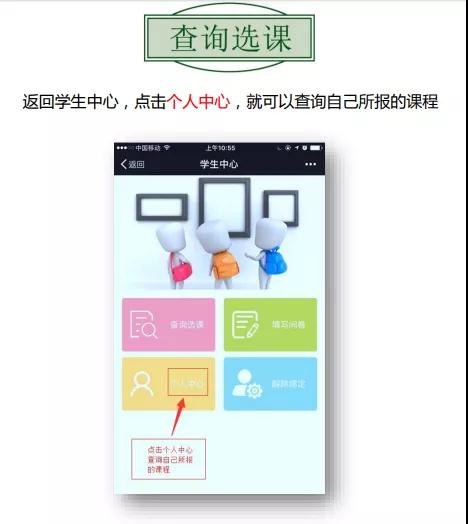 查询选课
返回学生中心，点击个人中心，就可以查询自己所报的课程
中国移动
上午10:55
返回
学生中心
查询选课
填写问卷
个人中心
解除绑定
点击个人中心
查询自己所报
的课程